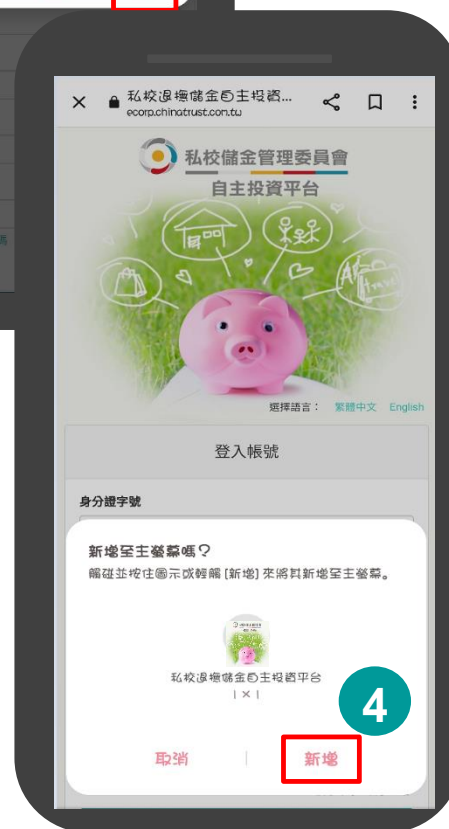 私校退撫儲金自主投資...
ecorp.chinatrust.com.tw
私校儲金管理委員會
自主投資平台
選擇語言： 繁體中文 English
登入帳號
身分證字號
新增至主螢幕嗎？
觸碰並按住圖示或輕觸 [新增] 來將其新增至主螢幕。
私校退撫儲金自主投資平台
1 × 1
4
取消 新增